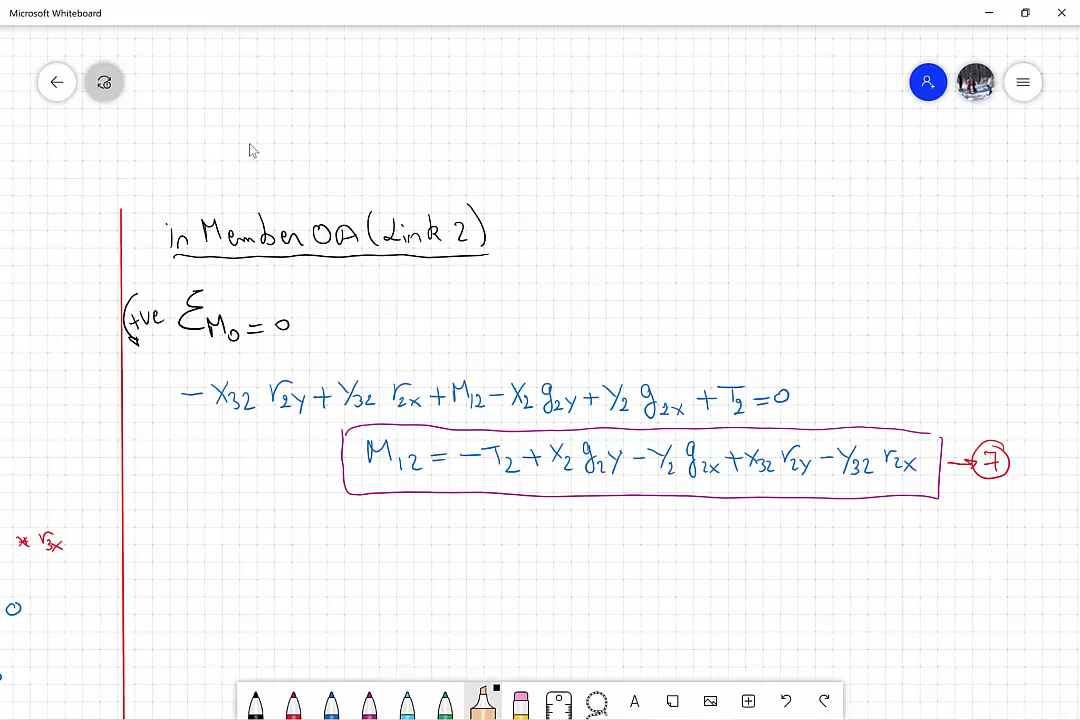 Microsoft Whiteboard
in Member OA (Link 2)
+ve Σ M₀ = 0
- X₃₂ r₂y + Y₃₂ r₂x + M₁₂ - X₂ g₂y + Y₂ g₂x + T₂ = 0
M₁₂ = - T₂ + X₂ g₂y - Y₂ g₂x + X₃₂ r₂y - Y₃₂ r₂x → 7
* r₃x
0
A